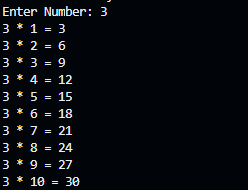 Enter Number: 3
3 * 1 = 3
3 * 2 = 6
3 * 3 = 9
3 * 4 = 12
3 * 5 = 15
3 * 6 = 18
3 * 7 = 21
3 * 8 = 24
3 * 9 = 27
3 * 10 = 30